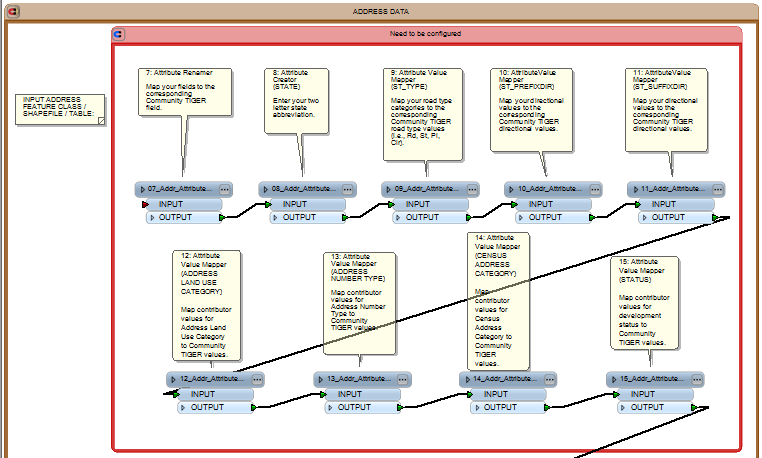 ADDRESS DATA
Need to be configured
INPUT ADDRESS
FEATURE CLASS /
SHAPEFILE / TABLE:
7: Attribute Renamer
Map your fields to the
corresponding
Community TIGER
field.
8: Attribute
Creator
(STATE)
Enter your two
letter state
abbreviation.
9: Attribute Value
Mapper
(ST_TYPE)
Map your road type
categories to the
corresponding
Community TIGER
road type values
(i.e., Rd, St, Pl,
Cir).
10: AttributeValue
Mapper
(ST_PREFIXDIR)
Map your directional
values to the
corresponding
Community TIGER
directional values.
11: AttributeValue
Mapper
(ST_SUFFIXDIR)
Map your directional
values to the
corresponding
Community TIGER
directional values.
07_Addr_Attribute...
INPUT
OUTPUT
08_Addr_Attribute...
INPUT
OUTPUT
09_Addr_Attribute...
INPUT
OUTPUT
10_Addr_Attribute...
INPUT
OUTPUT
11_Addr_Attribute...
INPUT
OUTPUT
12: Attribute
Value Mapper
(ADDRESS
LAND USE
CATEGORY)
Map contributor
values for
Address Land
Use Category
to Community
TIGER values.
13: Attribute
Value Mapper
(ADDRESS
NUMBER TYPE)
Map contributor
values for
Address Number
Type to
Community
TIGER values.
14: Attribute
Value Mapper
(CENSUS
ADDRESS
CATEGORY)
Map
contributor
values for
Census
Address
Category to
Community
TIGER
values.
15: Attribute
Value Mapper
(STATUS)
Map contributor
values for
development
status to
Community
TIGER values.
12_Addr_Attribute...
INPUT
OUTPUT
13_Addr_Attribute...
INPUT
OUTPUT
14_Addr_Attribute...
INPUT
OUTPUT
15_Addr_Attribute...
INPUT
OUTPUT